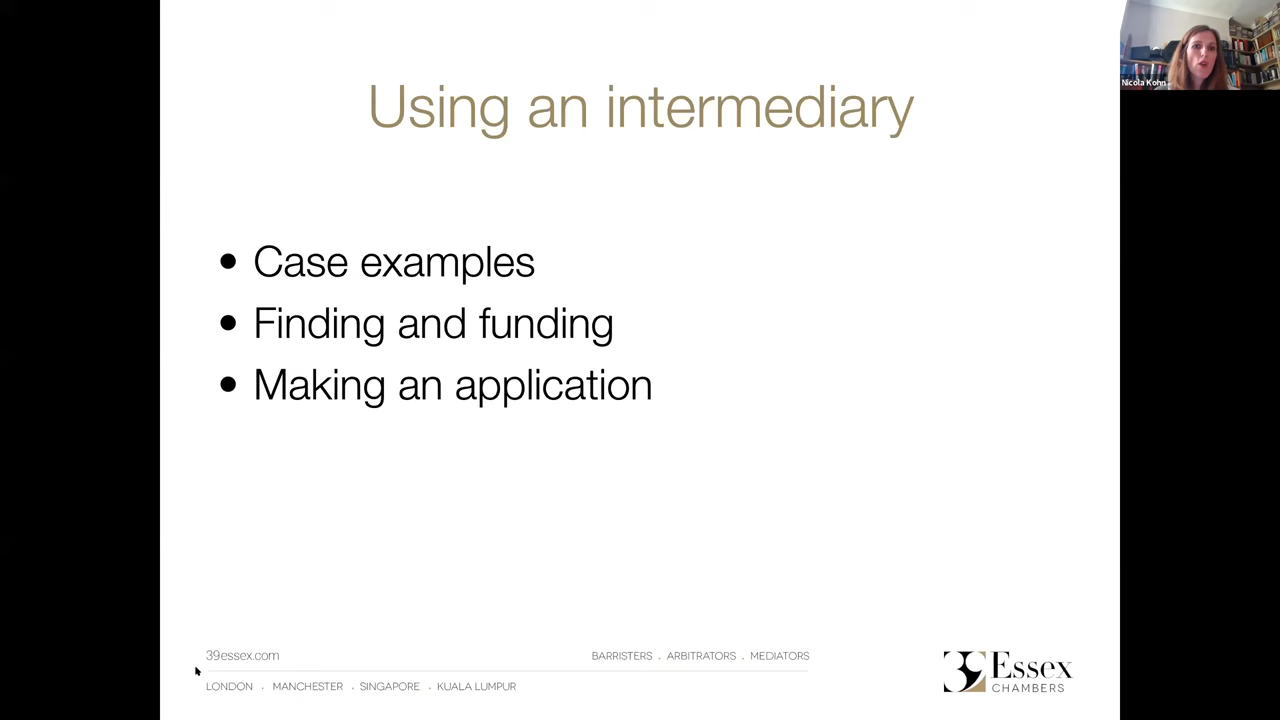 Using an intermediary
Nicola Kohn
• Case examples
• Finding and funding
• Making an application
39essex.com
BARRISTERS . ARBITRATORS . MEDIATORS
LONDON . MANCHESTER . SINGAPORE . KUALA LUMPUR
39 Essex
CHAMBERS